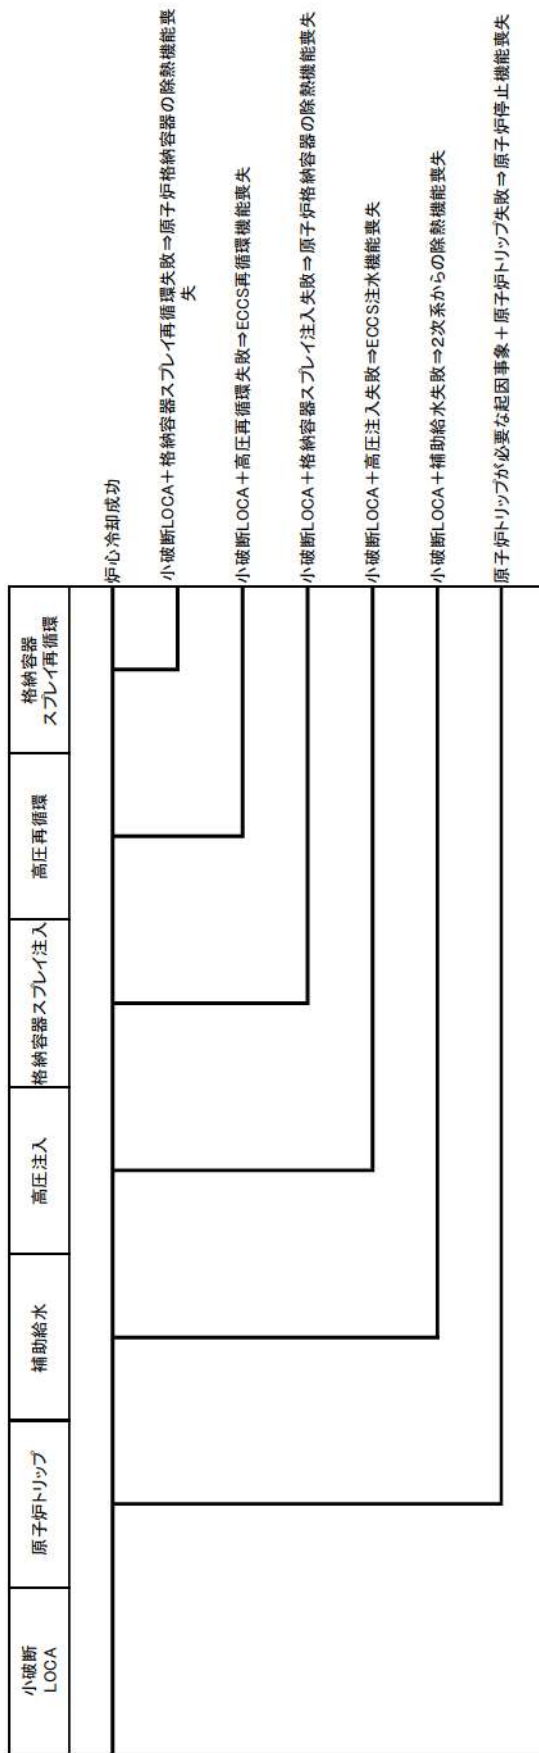 小破断
LOCA
原子炉トリップ
補助給水
高圧注入
格納容器スプレイ注入
高圧再循環
格納容器
スプレイ再循環
炉心冷却成功
小破断LOCA＋格納容器スプレイ再循環失敗⇒原子炉格納容器の除熱機能喪
失
小破断LOCA＋高圧再循環失敗⇒ECCS再循環機能喪失
小破断LOCA＋格納容器スプレイ注入失敗⇒原子炉格納容器の除熱機能喪失
小破断LOCA＋高圧注入失敗⇒ECCS注水機能喪失
小破断LOCA＋補助給水失敗⇒2次系からの除熱機能喪失
原子炉トリップが必要な起因事象＋原子炉トリップ失敗⇒原子炉停止機能喪失